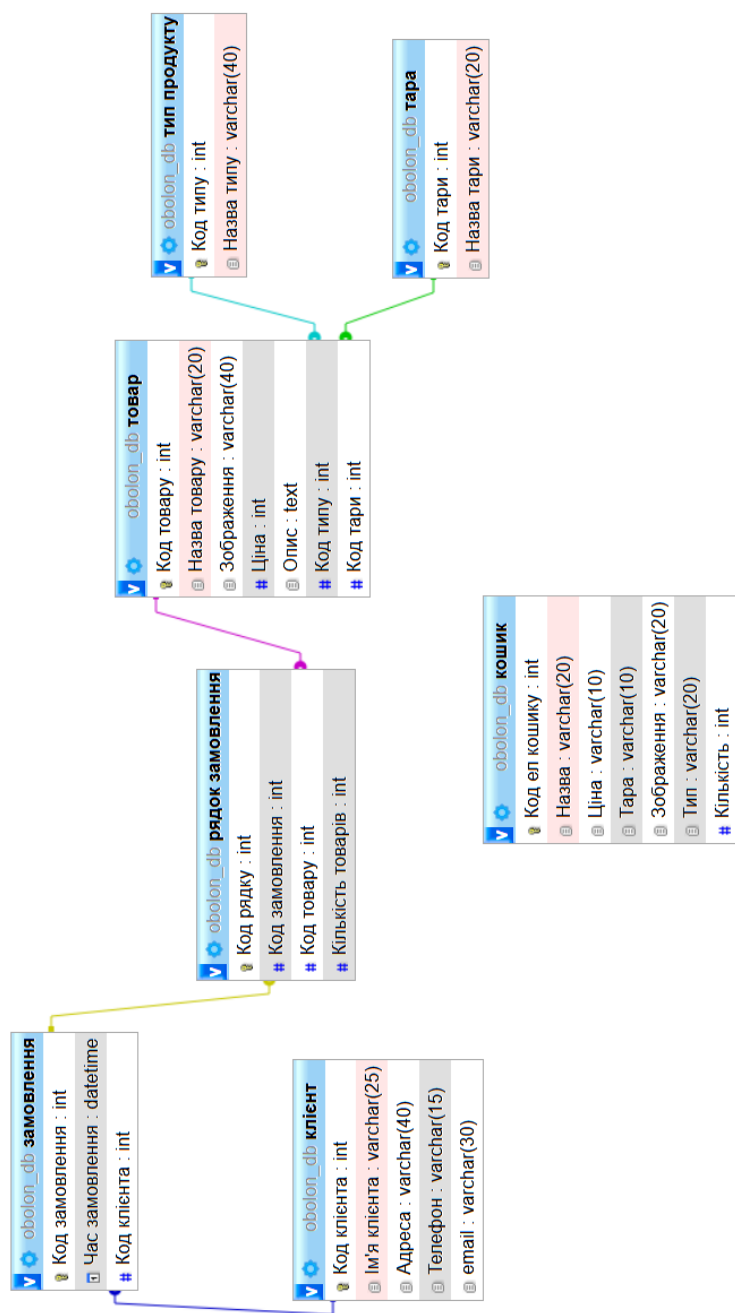 obolon_db замовлення
Код замовлення : int
Час замовлення : datetime
Код клієнта : int
obolon_db клієнт
Код клієнта : int
Ім'я клієнта : varchar(25)
Адреса : varchar(40)
Телефон : varchar(15)
email : varchar(30)
obolon_db рядок замовлення
Код рядку : int
Код замовлення : int
Код товару : int
Кількість товарів : int
obolon_db товар
Код товару : int
Назва товару : varchar(20)
Зображення : varchar(40)
Ціна : int
Опис : text
Код типу : int
Код тари : int
obolon_db тип продукту
Код типу : int
Назва типу : varchar(40)
obolon_db тара
Код тари : int
Назва тари : varchar(20)
obolon_db кошик
Код ел кошику : int
Назва : varchar(20)
Ціна : varchar(10)
Тара : varchar(10)
Зображення : varchar(20)
Тип : varchar(20)
Кількість : int